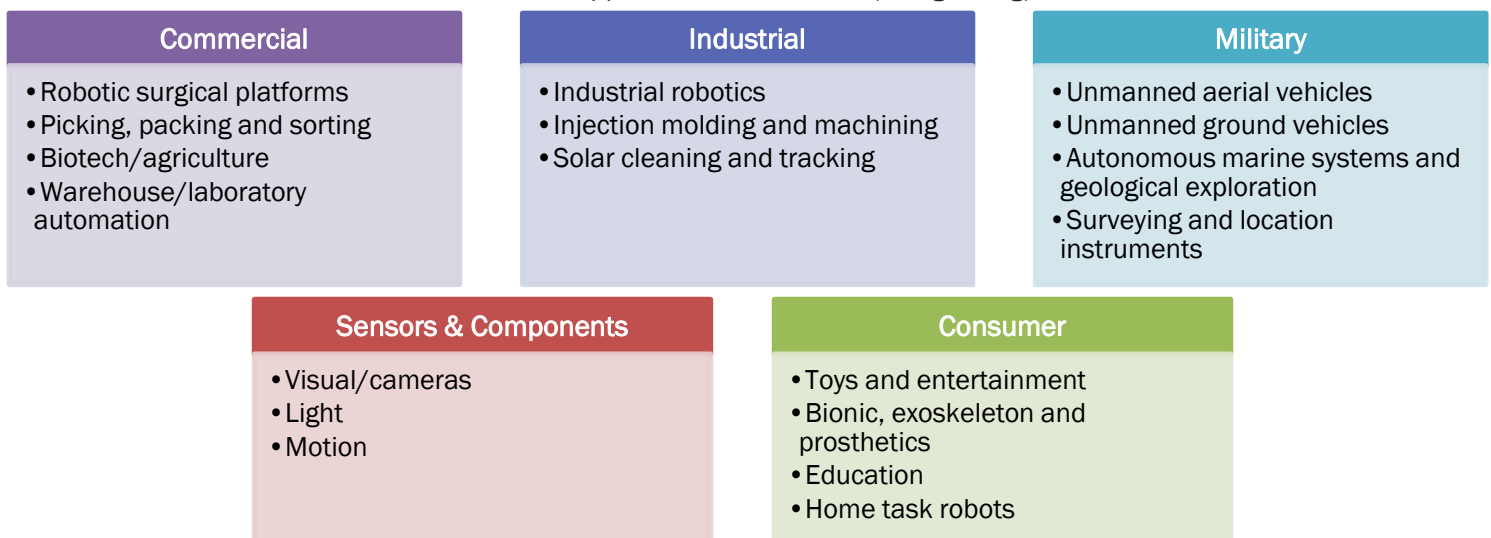 Commercial
•Robotic surgical platforms
•Picking, packing and sorting
•Biotech/agriculture
•Warehouse/laboratory
automation
Industrial
•Industrial robotics
•Injection molding and machining
•Solar cleaning and tracking
Military
•Unmanned aerial vehicles
•Unmanned ground vehicles
•Autonomous marine systems and
geological exploration
•Surveying and location
instruments
Sensors & Components
•Visual/cameras
•Light
•Motion
Consumer
•Toys and entertainment
•Bionic, exoskeleton and
prosthetics
•Education
•Home task robots